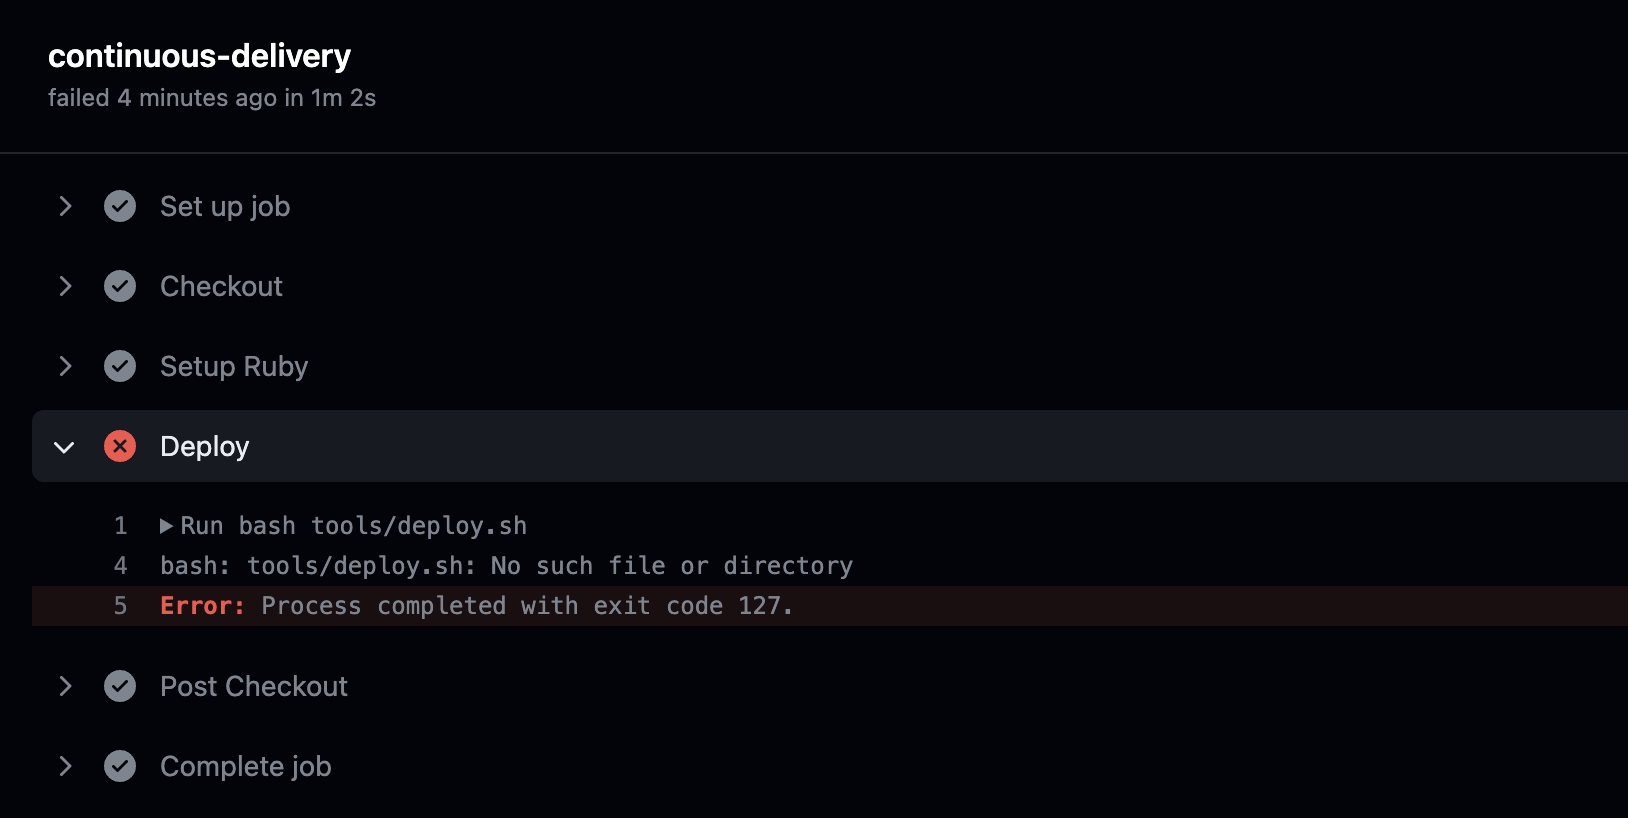 continuous-delivery
failed 4 minutes ago in 1m 2s
Set up job
Checkout
Setup Ruby
Deploy
1 Run bash tools/deploy.sh
4 bash: tools/deploy.sh: No such file or directory
5 Error: Process completed with exit code 127.
Post Checkout
Complete job